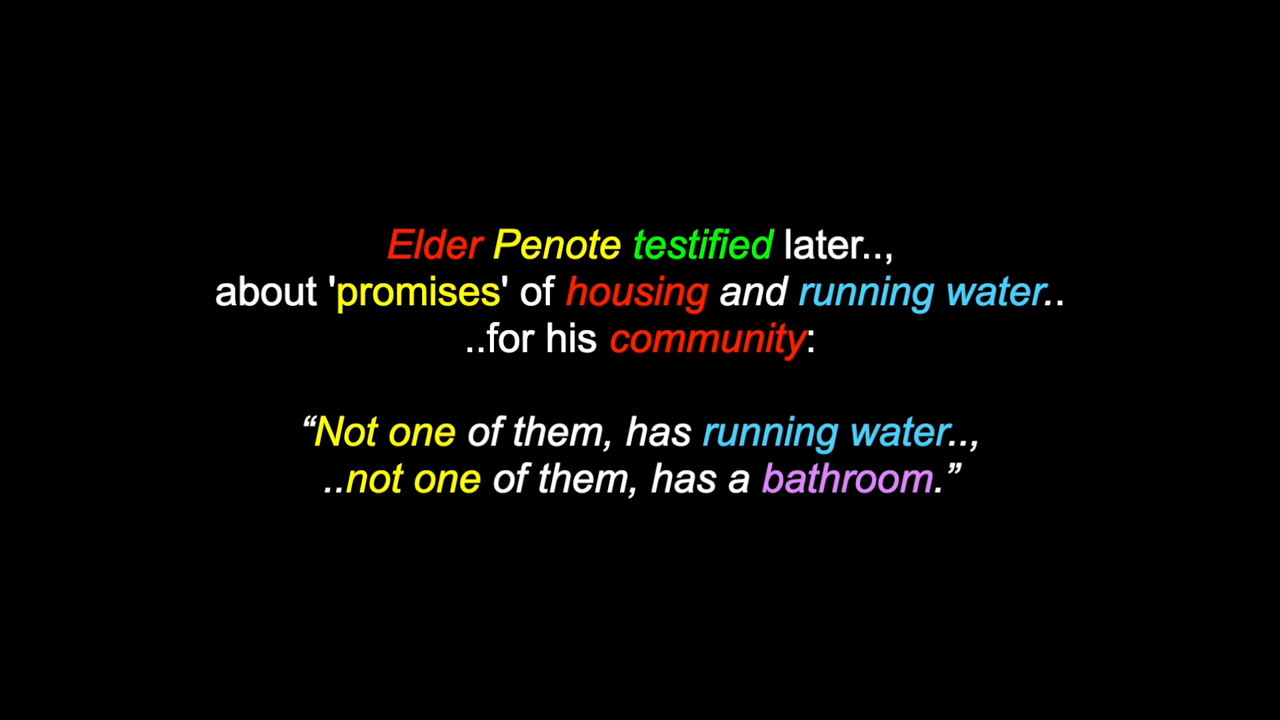 Elder Penote testified later..,
about 'promises' of housing and running water..
..for his community:
“Not one of them, has running water..,
..not one of them, has a bathroom.”